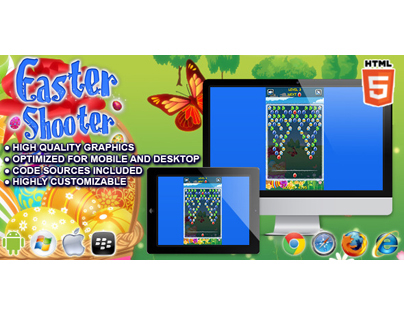 Easter
Shooter
• HIGH QUALITY GRAPHICS
• OPTIMIZED FOR MOBILE AND DESKTOP
• CODE SOURCES INCLUDED
• HIGHLY CUSTOMIZABLE
HTML
5